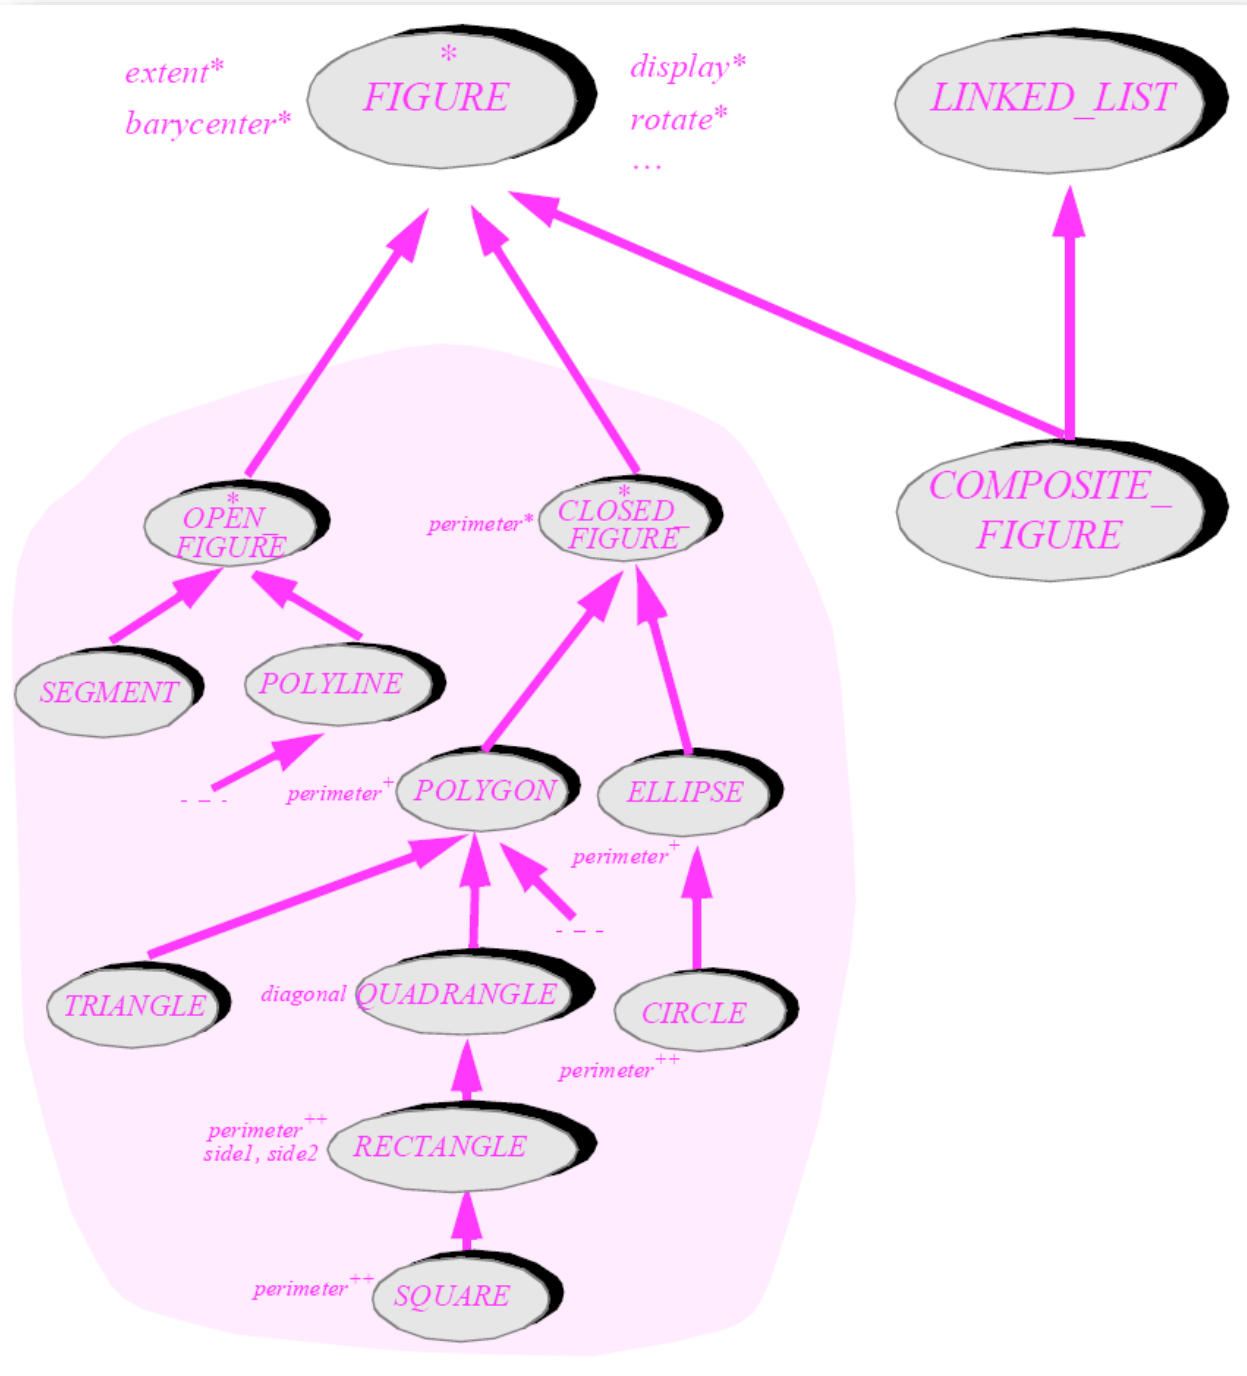 *
FIGURE
extent*
barycenter*
display*
rotate*
...
LINKED_LIST
*
OPEN_
FIGURE
perimeter*
*
CLOSED_
FIGURE
COMPOSITE_
FIGURE
SEGMENT
POLYLINE
- - -
perimeter+
POLYGON
ELLIPSE
perimeter+
- - -
TRIANGLE
diagonal
QUADRANGLE
CIRCLE
perimeter++
perimeter++
side1, side2
RECTANGLE
perimeter++
SQUARE